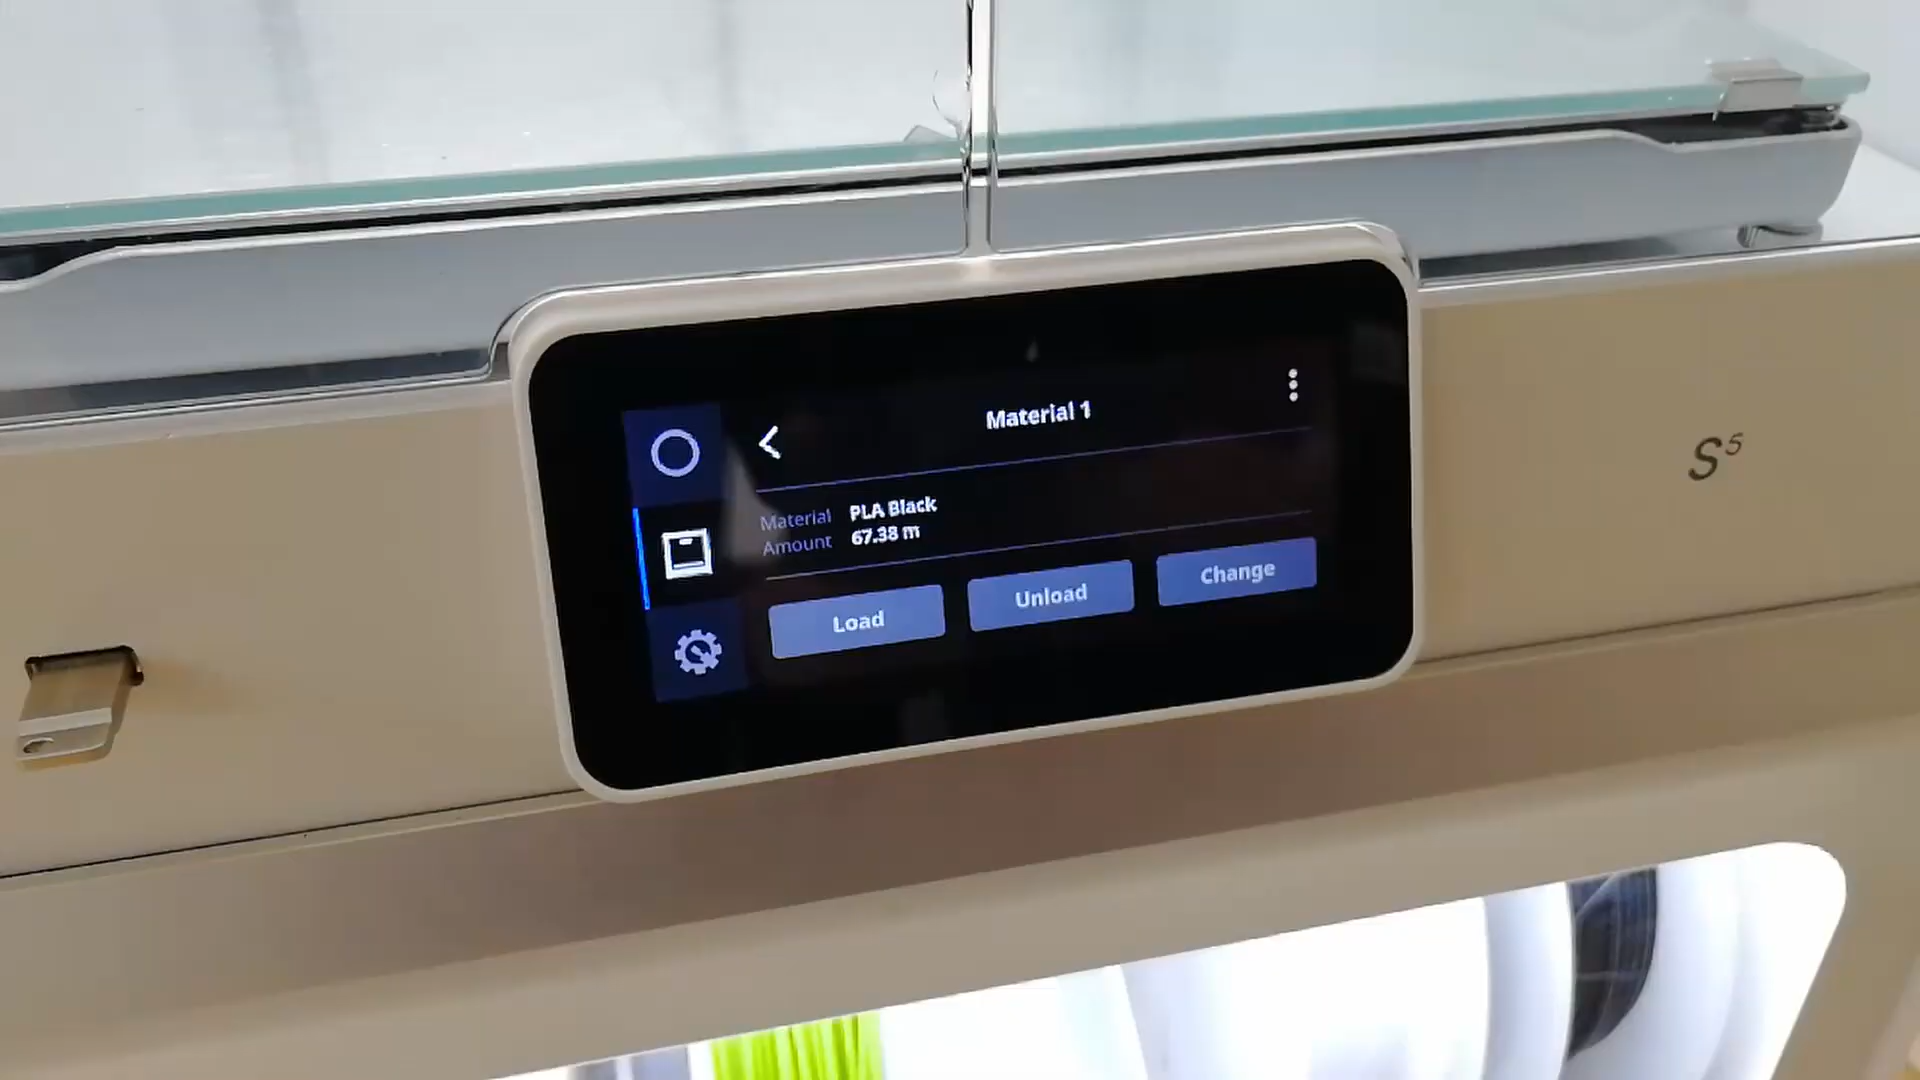 Material 1
Material PLA Black
Amount 67.38 m
Load Unload Change
S5